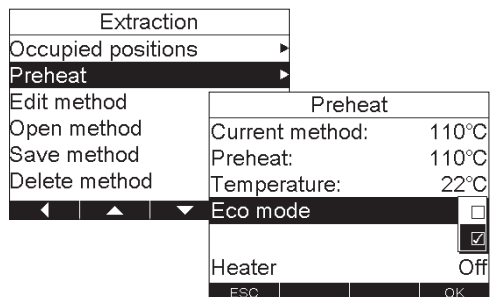 Extraction
Occupied positions
Preheat
Edit method
Open method
Save method
Delete method
Preheat
Current method: 110°C
Preheat: 110°C
Temperature: 22°C
Eco mode
Heater Off
ESC OK